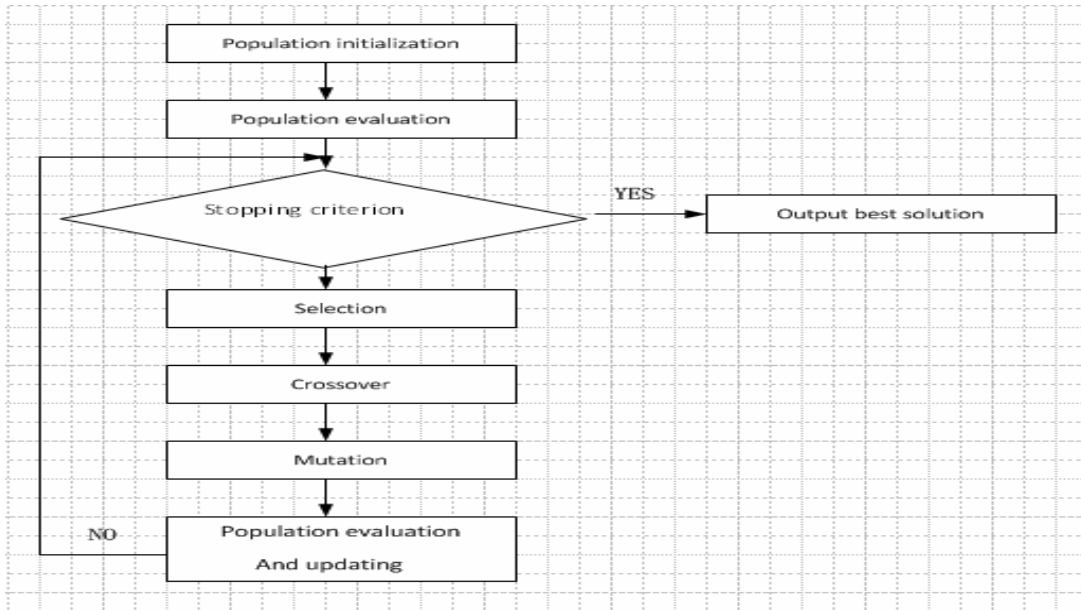 Population initialization
Population evaluation
Stopping criterion
YES
Output best solution
Selection
Crossover
Mutation
NO
Population evaluation
And updating